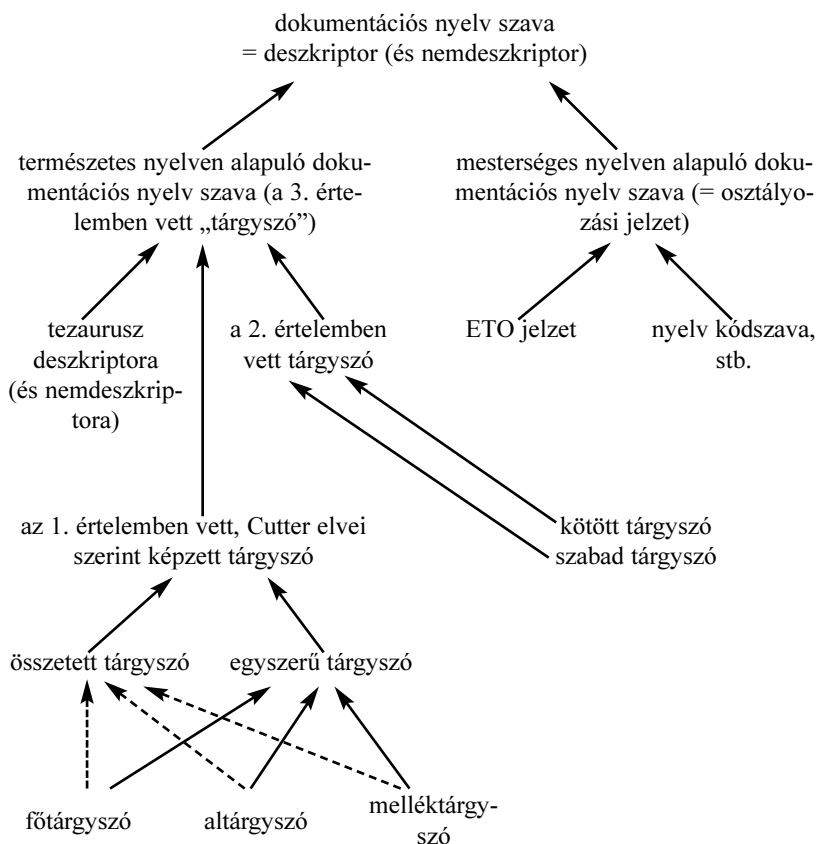 dokumentációs nyelv szava
= deszkriptor (és nemdeszkriptor)
természetes nyelven alapuló doku-
mentációs nyelv szava (a 3. érte-
lemben vett „tárgyszó”)
mesterséges nyelven alapuló doku-
mentációs nyelv szava (= osztályo-
zási jelzet)
tezaurusz
deszkriptora
(és nemdeszkrip-
tora)
a 2. értelemben
vett tárgyszó
ETO jelzet
nyelv kódszava,
stb.
az 1. értelemben vett, Cutter elvei
szerint képzett tárgyszó
kötött tárgyszó
szabad tárgyszó
összetett tárgyszó
egyszerű tárgyszó
főtárgyszó
altárgyszó
melléktárgy-
szó